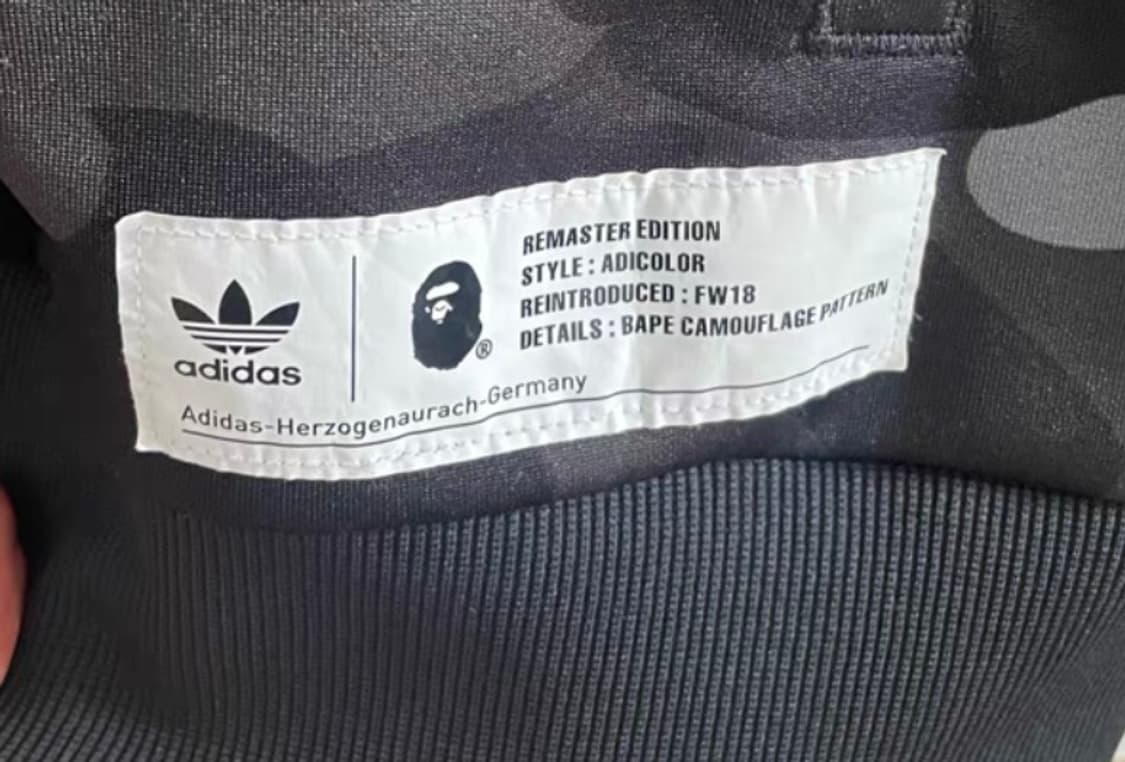 adidas
®
REMASTER EDITION
STYLE : ADICOLOR
REINTRODUCED : FW18
DETAILS : BAPE CAMOUFLAGE PATTERN
Adidas-Herzogenaurach-Germany